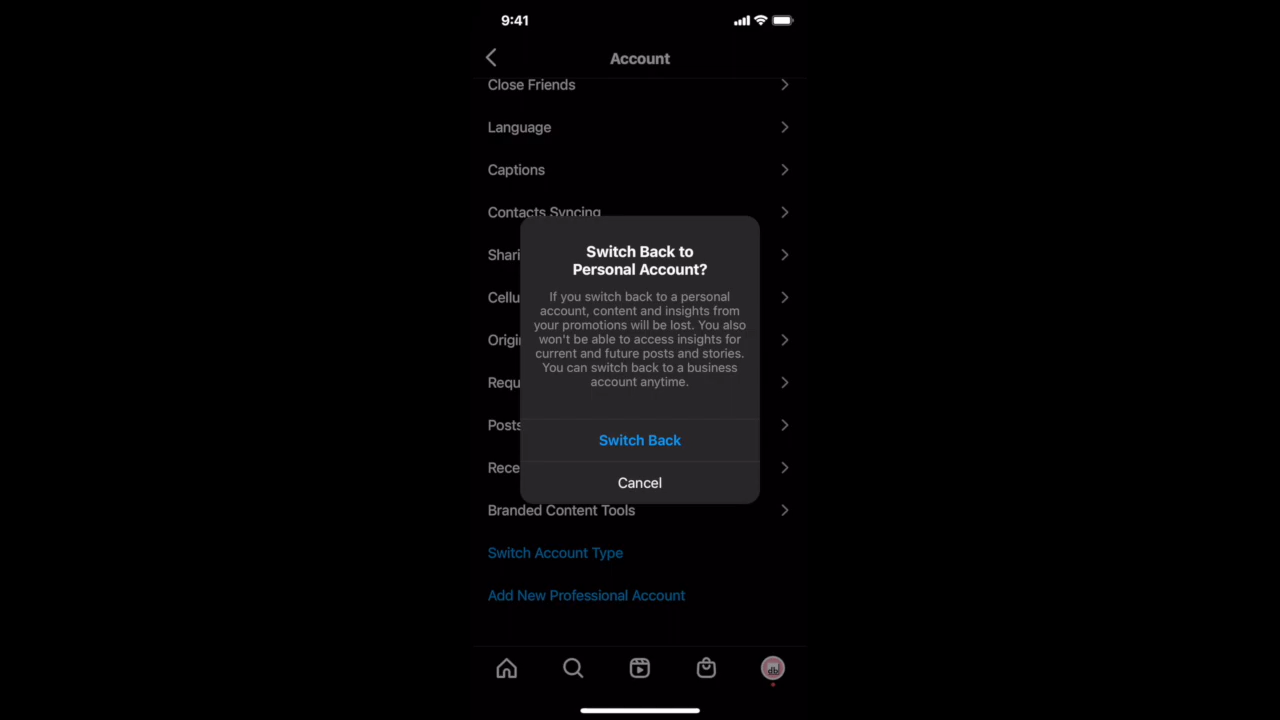 9:41
Account
Close Friends
Language
Captions
Contacts Syncing
Shari
Cellu
Origi
Requ
Posts
Rece
Switch Back to
Personal Account?
If you switch back to a personal
account, content and insights from
your promotions will be lost. You also
won't be able to access insights for
current and future posts and stories.
You can switch back to a business
account anytime.
Switch Back
Cancel
Branded Content Tools
Switch Account Type
Add New Professional Account
db